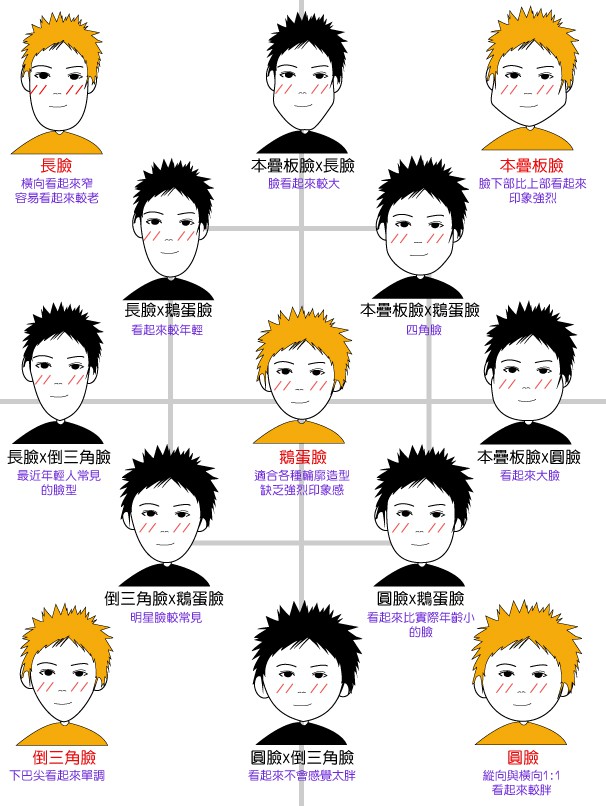 長臉
橫向看起來窄
容易看起來較老
本疊板臉x長臉
臉看起來較大
本疊板臉
臉下部比上部看起來
印象強烈
長臉x鵝蛋臉
看起來較年輕
本疊板臉x鵝蛋臉
四角臉
長臉x倒三角臉
最近年輕人常見
的臉型
鵝蛋臉
適合各種輪廓造型
缺乏強烈印象感
本疊板臉x圓臉
看起來大臉
倒三角臉x鵝蛋臉
明星臉較常見
圓臉x鵝蛋臉
看起來比實際年齡小
的臉
倒三角臉
下巴尖看起來單調
圓臉x倒三角臉
看起來不會感覺太胖
圓臉
縱向與橫向1:1
看起來較胖